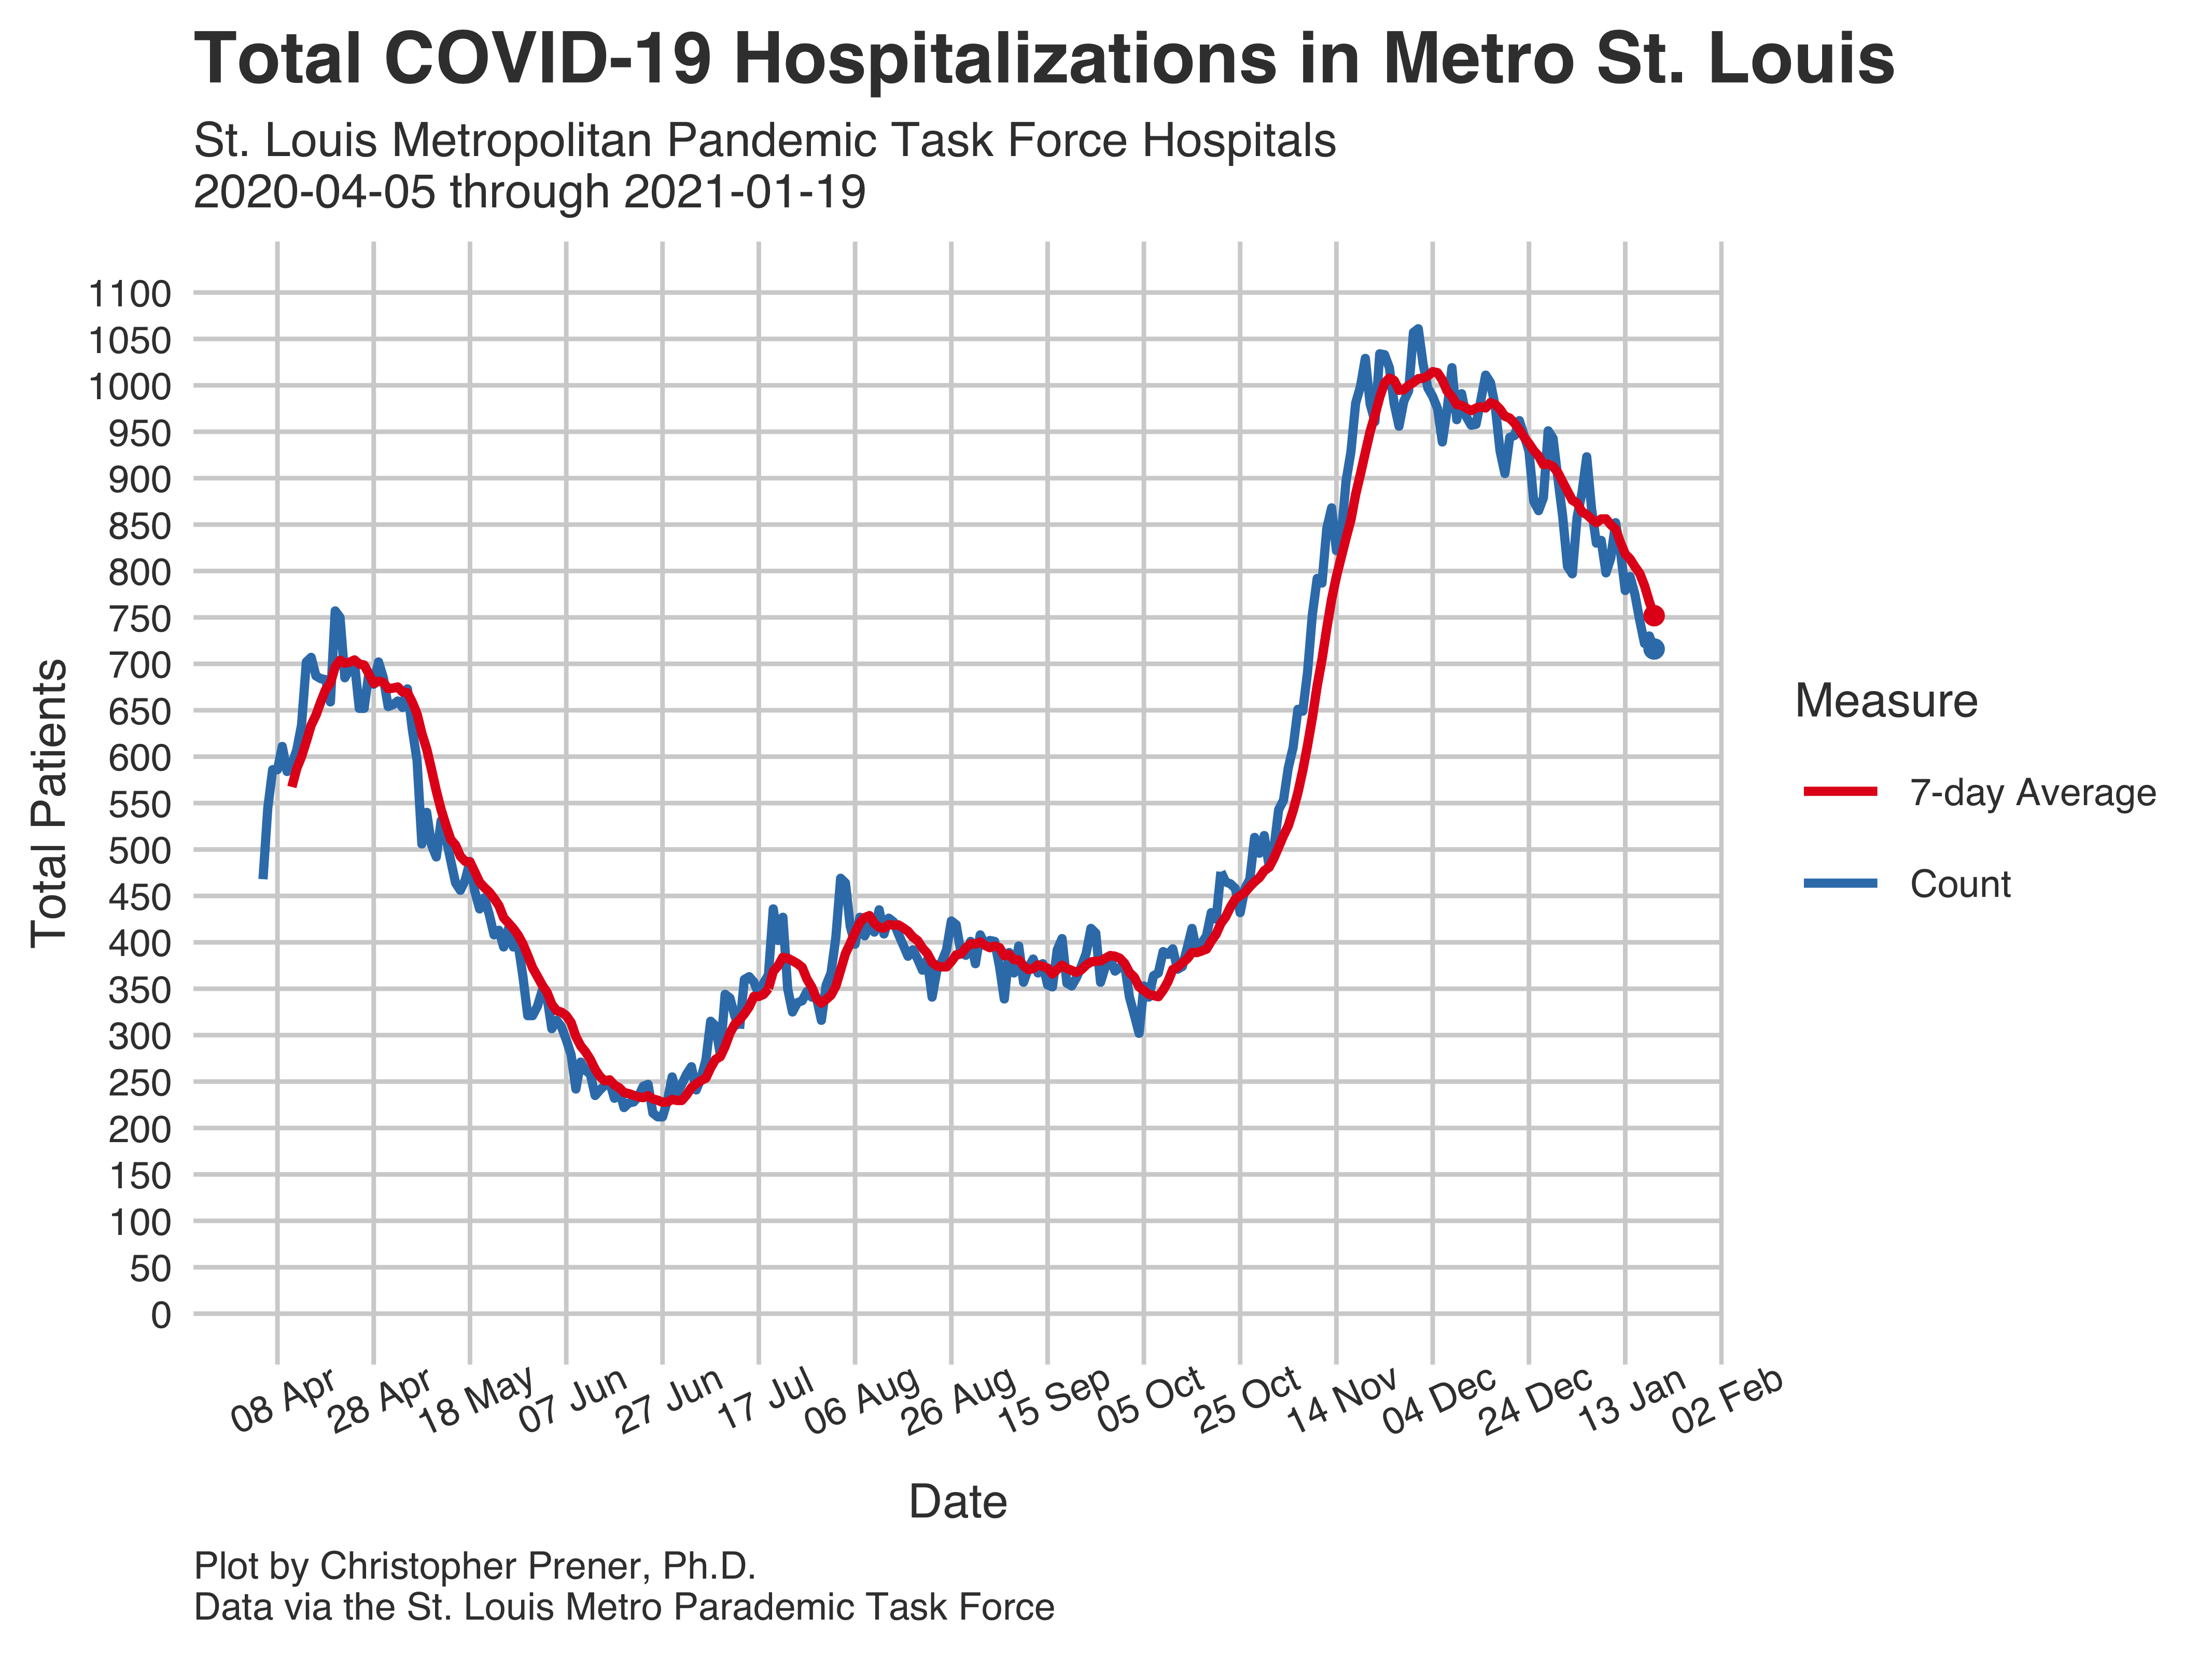 Total COVID-19 Hospitalizations in Metro St. Louis
St. Louis Metropolitan Pandemic Task Force Hospitals
2020-04-05 through 2021-01-19
1100
1050
1000
950
900
850
800
750
700
650
600
550
500
450
400
350
300
250
200
150
100
50
0
Total Patients
08 Apr
28 Apr
18 May
07 Jun
27 Jun
17 Jul
06 Aug
26 Aug
15 Sep
05 Oct
25 Oct
14 Nov
04 Dec
24 Dec
13 Jan
02 Feb
Date
Measure
7-day Average
Count
Plot by Christopher Prener, Ph.D.
Data via the St. Louis Metro Parademic Task Force